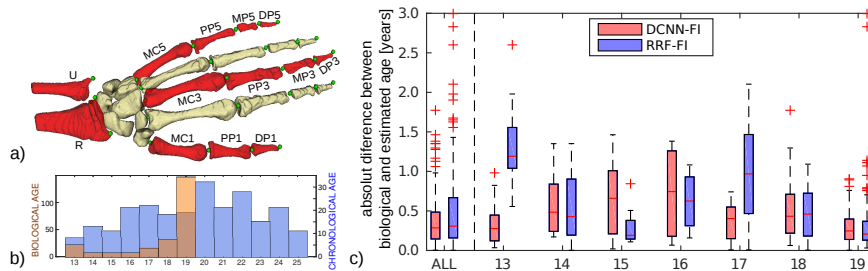 a)
U
R
MC5
PP5
MP5
DP5
MC3
PP3
MP3
DP3
MC1
PP1
DP1
b)
BIOLOGICAL AGE
100
50
0
13 14 15 16 17 18 19 20 21 22 23 24 25
30
20
10
0
CHRONOLOGICAL AGE
c)
absolut diference between
biological and estimated age [years]
3.0
2.5
2.0
1.5
1.0
0.5
0.0
DCNN-FI
RRF-FI
ALL 13 14 15 16 17 18 19